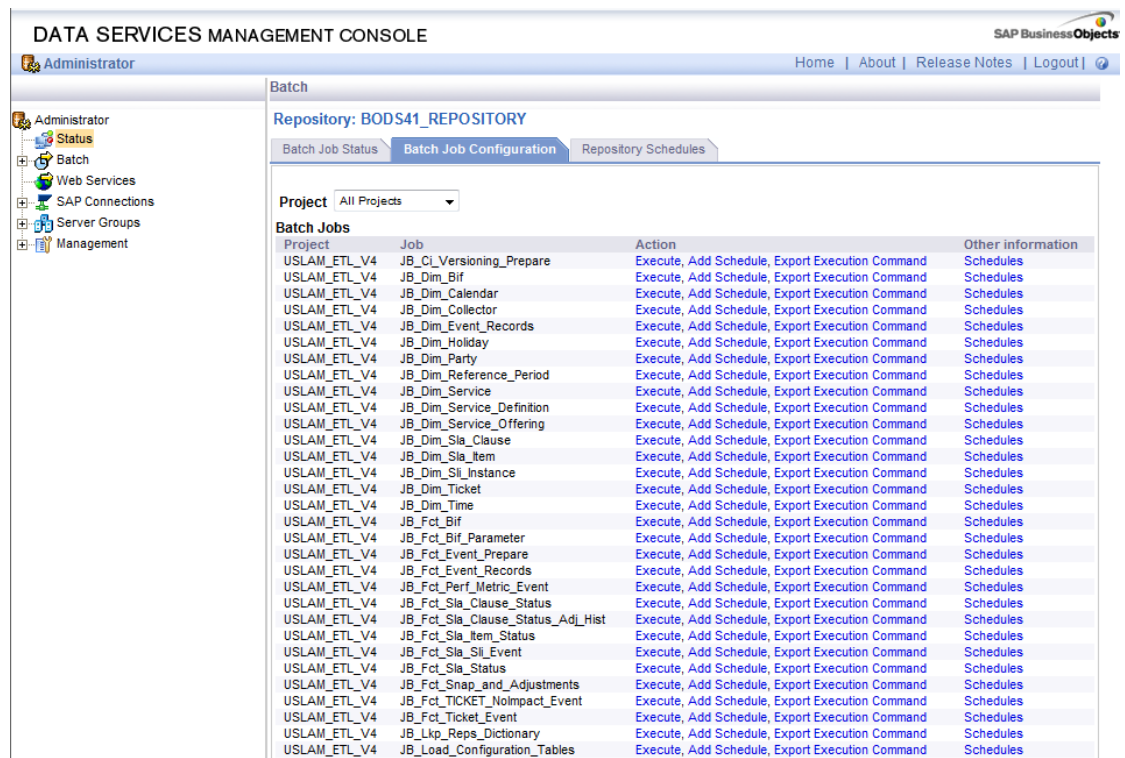 DATA SERVICES MANAGEMENT CONSOLE
SAP BusinessObjects
Administrator
Home | About | Release Notes | Logout |
Batch
Administrator
Status
Batch
Web Services
SAP Connections
Server Groups
Management
Repository: BODS41_REPOSITORY
Batch Job Status Batch Job Configuration Repository Schedules
Project All Projects
Batch Jobs
Project Job Action Other information
USLAM_ETL_V4 JB_Ci_Versioning_Prepare Execute, Add Schedule, Export Execution Command Schedules
USLAM_ETL_V4 JB_Dim_Bif Execute, Add Schedule, Export Execution Command Schedules
USLAM_ETL_V4 JB_Dim_Calendar Execute, Add Schedule, Export Execution Command Schedules
USLAM_ETL_V4 JB_Dim_Collector Execute, Add Schedule, Export Execution Command Schedules
USLAM_ETL_V4 JB_Dim_Event_Records Execute, Add Schedule, Export Execution Command Schedules
USLAM_ETL_V4 JB_Dim_Holiday Execute, Add Schedule, Export Execution Command Schedules
USLAM_ETL_V4 JB_Dim_Party Execute, Add Schedule, Export Execution Command Schedules
USLAM_ETL_V4 JB_Dim_Reference_Period Execute, Add Schedule, Export Execution Command Schedules
USLAM_ETL_V4 JB_Dim_Service Execute, Add Schedule, Export Execution Command Schedules
USLAM_ETL_V4 JB_Dim_Service_Definition Execute, Add Schedule, Export Execution Command Schedules
USLAM_ETL_V4 JB_Dim_Service_Offering Execute, Add Schedule, Export Execution Command Schedules
USLAM_ETL_V4 JB_Dim_Sla_Clause Execute, Add Schedule, Export Execution Command Schedules
USLAM_ETL_V4 JB_Dim_Sla_Item Execute, Add Schedule, Export Execution Command Schedules
USLAM_ETL_V4 JB_Dim_Sli_Instance Execute, Add Schedule, Export Execution Command Schedules
USLAM_ETL_V4 JB_Dim_Ticket Execute, Add Schedule, Export Execution Command Schedules
USLAM_ETL_V4 JB_Dim_Time Execute, Add Schedule, Export Execution Command Schedules
USLAM_ETL_V4 JB_Fct_Bif Execute, Add Schedule, Export Execution Command Schedules
USLAM_ETL_V4 JB_Fct_Bif_Parameter Execute, Add Schedule, Export Execution Command Schedules
USLAM_ETL_V4 JB_Fct_Event_Prepare Execute, Add Schedule, Export Execution Command Schedules
USLAM_ETL_V4 JB_Fct_Event_Records Execute, Add Schedule, Export Execution Command Schedules
USLAM_ETL_V4 JB_Fct_Perf_Metric_Event Execute, Add Schedule, Export Execution Command Schedules
USLAM_ETL_V4 JB_Fct_Sla_Clause_Status Execute, Add Schedule, Export Execution Command Schedules
USLAM_ETL_V4 JB_Fct_Sla_Clause_Status_Adj_Hist Execute, Add Schedule, Export Execution Command Schedules
USLAM_ETL_V4 JB_Fct_Sla_Item_Status Execute, Add Schedule, Export Execution Command Schedules
USLAM_ETL_V4 JB_Fct_Sla_Sli_Event Execute, Add Schedule, Export Execution Command Schedules
USLAM_ETL_V4 JB_Fct_Sla_Status Execute, Add Schedule, Export Execution Command Schedules
USLAM_ETL_V4 JB_Fct_Snap_and_Adjustments Execute, Add Schedule, Export Execution Command Schedules
USLAM_ETL_V4 JB_Fct_TICKET_NoImpact_Event Execute, Add Schedule, Export Execution Command Schedules
USLAM_ETL_V4 JB_Fct_Ticket_Event Execute, Add Schedule, Export Execution Command Schedules
USLAM_ETL_V4 JB_Lkp_Reps_Dictionary Execute, Add Schedule, Export Execution Command Schedules
USLAM_ETL_V4 JB_Load_Configuration_Tables Execute, Add Schedule, Export Execution Command Schedules